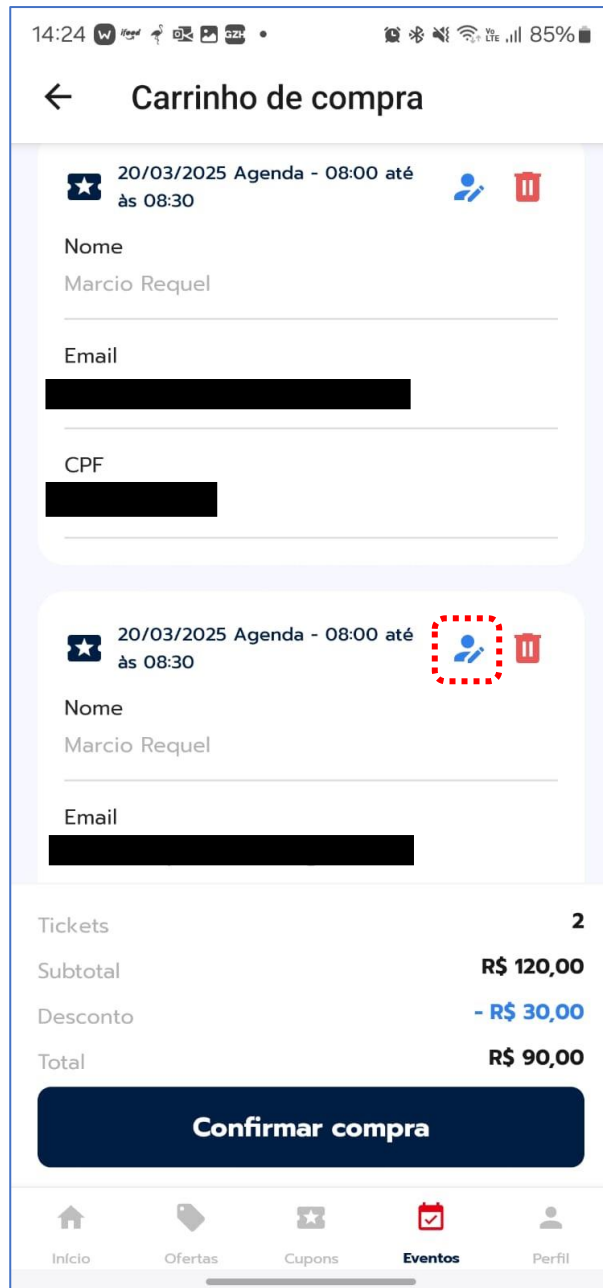 14:24 W ifood GZH 85%
Carrinho de compra
20/03/2025 Agenda - 08:00 até
às 08:30
Nome
Marcio Requel
Email
CPF
20/03/2025 Agenda - 08:00 até
às 08:30
Nome
Marcio Requel
Email
Tickets 2
Subtotal R$ 120,00
Desconto - R$ 30,00
Total R$ 90,00
Confirmar compra
Início Ofertas Cupons Eventos Perfil